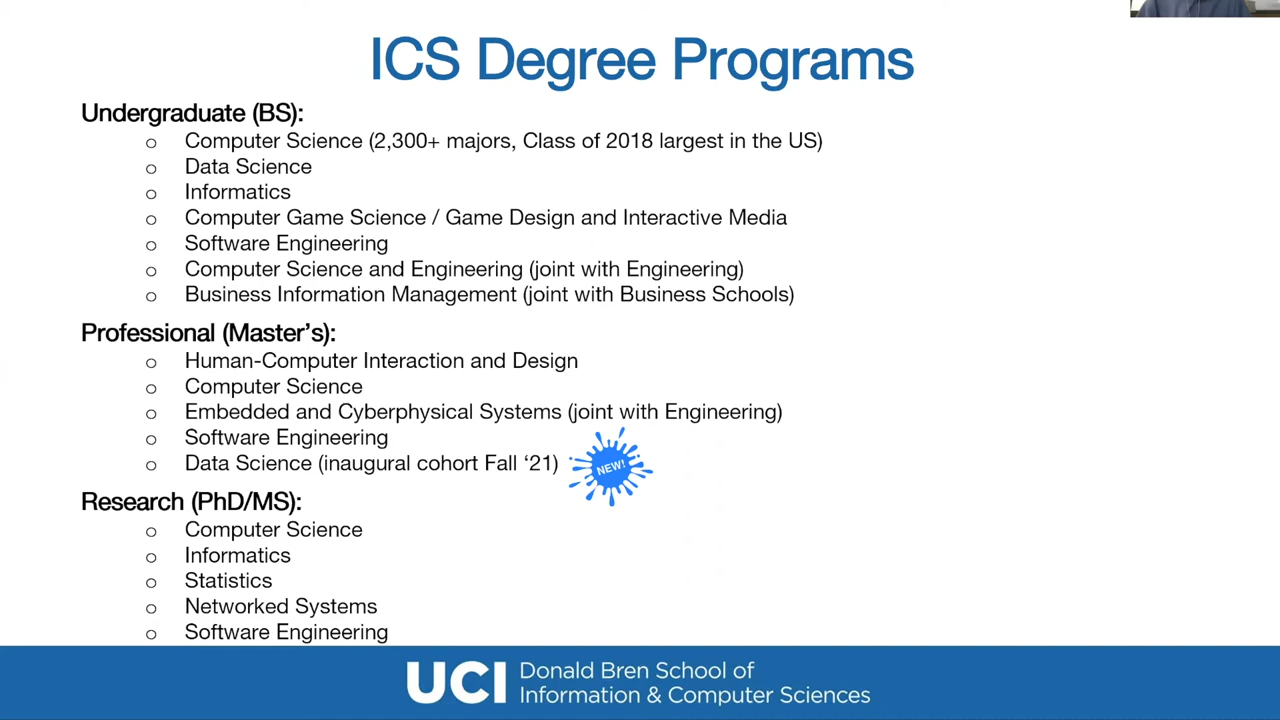 ICS Degree Programs
Undergraduate (BS):
o Computer Science (2,300+ majors, Class of 2018 largest in the US)
o Data Science
o Informatics
o Computer Game Science / Game Design and Interactive Media
o Software Engineering
o Computer Science and Engineering (joint with Engineering)
o Business Information Management (joint with Business Schools)
Professional (Master’s):
o Human-Computer Interaction and Design
o Computer Science
o Embedded and Cyberphysical Systems (joint with Engineering)
o Software Engineering
o Data Science (inaugural cohort Fall ‘21)
NEW!
Research (PhD/MS):
o Computer Science
o Informatics
o Statistics
o Networked Systems
o Software Engineering
UCI Donald Bren School of
Information & Computer Sciences